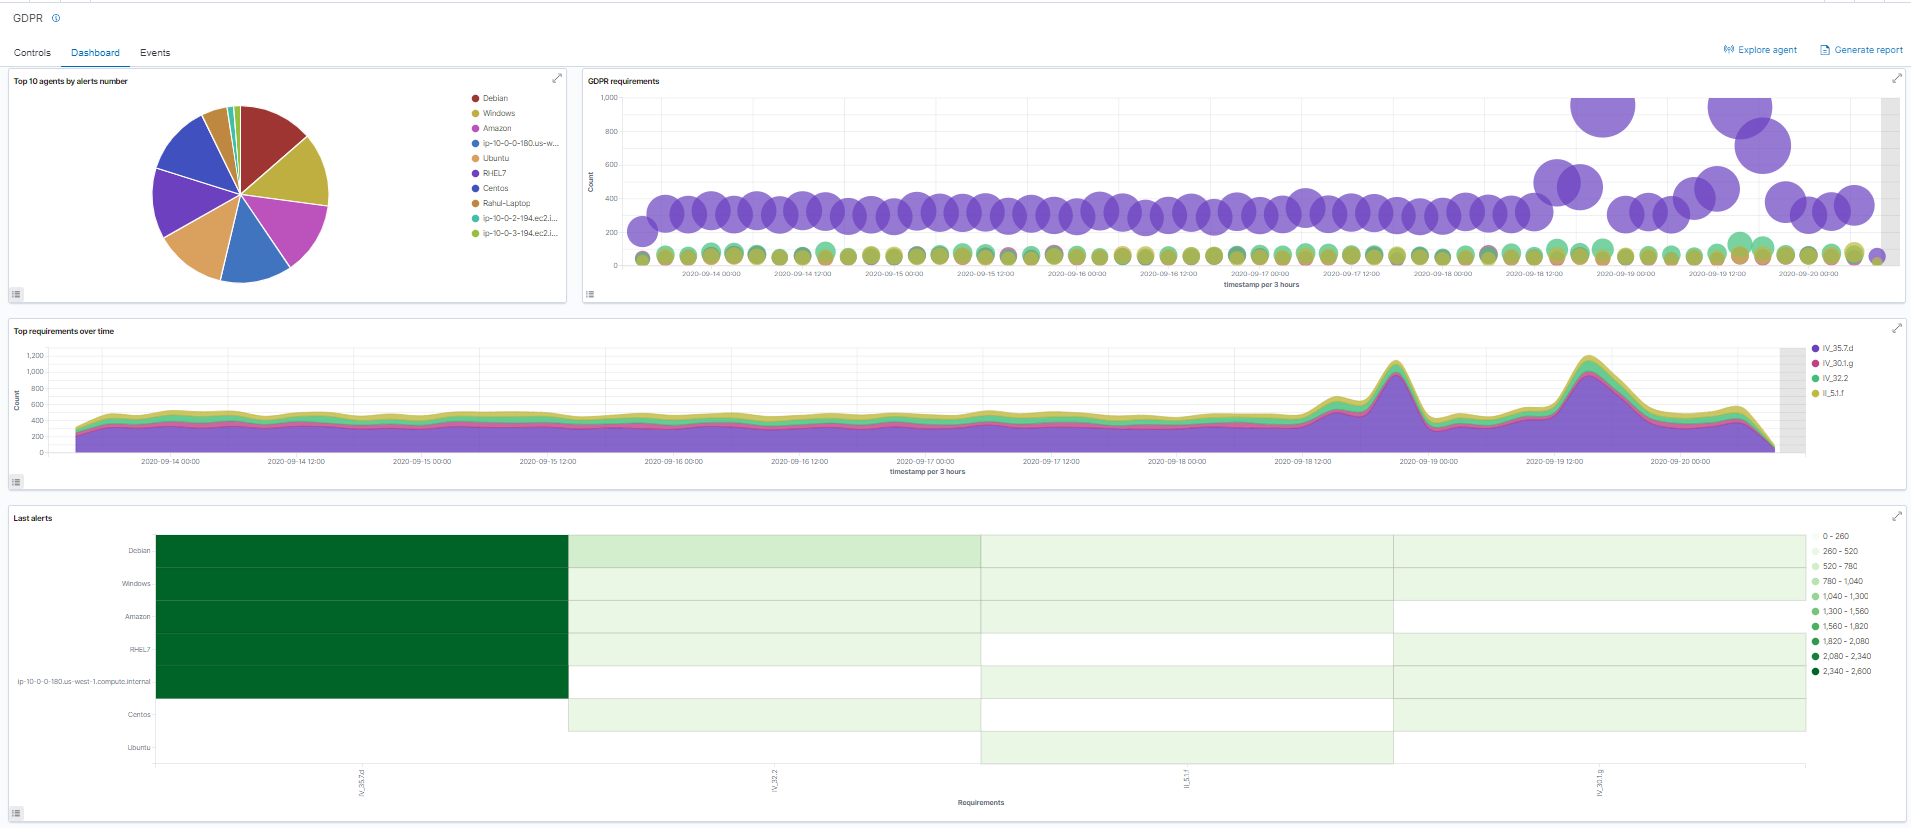 GDPR
Controls Dashboard Events
Explore agent Generate report
Top 10 agents by alerts number
Debian
Windows
Amazon
ip-10-0-0-180.us-w...
Ubuntu
RHEL7
Centos
Rahul-Laptop
ip-10-0-2-194.ec2.i...
ip-10-0-3-194.ec2.i...
GDPR requirements
1,000
800
600
400
200
0
Count
2020-09-14 00:00 2020-09-14 12:00 2020-09-15 00:00 2020-09-15 12:00 2020-09-16 00:00 2020-09-16 12:00 2020-09-17 00:00 2020-09-17 12:00 2020-09-18 00:00 2020-09-18 12:00 2020-09-19 00:00 2020-09-19 12:00 2020-09-20 00:00
timestamp per 3 hours
Top requirements over time
1,200
1,000
800
600
400
200
0
Count
2020-09-14 00:00 2020-09-14 12:00 2020-09-15 00:00 2020-09-15 12:00 2020-09-16 00:00 2020-09-16 12:00 2020-09-17 00:00 2020-09-17 12:00 2020-09-18 00:00 2020-09-18 12:00 2020-09-19 00:00 2020-09-19 12:00 2020-09-20 00:00
timestamp per 3 hours
IV_35.7.d
IV_30.1.g
IV_32.2
II_5.1.f
Last alerts
Debian
Windows
Amazon
RHEL7
ip-10-0-0-180.us-west-1.compute.internal
Centos
Ubuntu
IV_35.7.d
IV_32.2
II_5.1.f
IV_30.1.g
Requirements
0 - 260
260 - 520
520 - 780
780 - 1,040
1,040 - 1,300
1,300 - 1,560
1,560 - 1,820
1,820 - 2,080
2,080 - 2,340
2,340 - 2,600